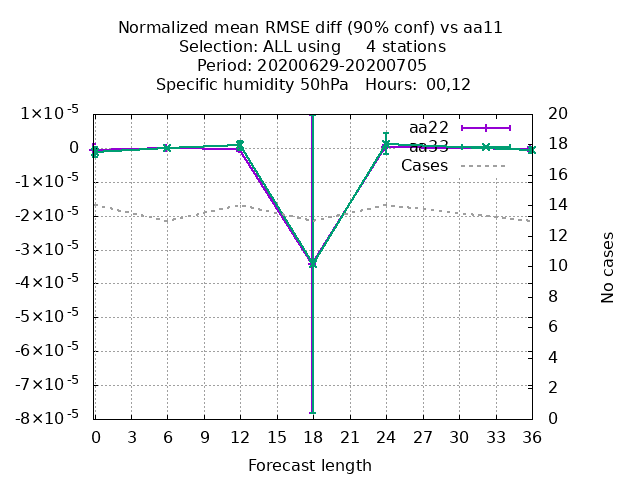 Normalized mean RMSE diff (90% conf) vs aa11
Selection: ALL using     4 stations
Period: 20200629-20200705
Specific humidity 50hPa   Hours: 00,12
1×10⁻⁵
0
-1×10⁻⁵
-2×10⁻⁵
-3×10⁻⁵
-4×10⁻⁵
-5×10⁻⁵
-6×10⁻⁵
-7×10⁻⁵
-8×10⁻⁵
aa22
aa33
Cases
20
18
16
14
12
10
8
6
4
2
0
No cases
0 3 6 9 12 15 18 21 24 27 30 33 36
Forecast length